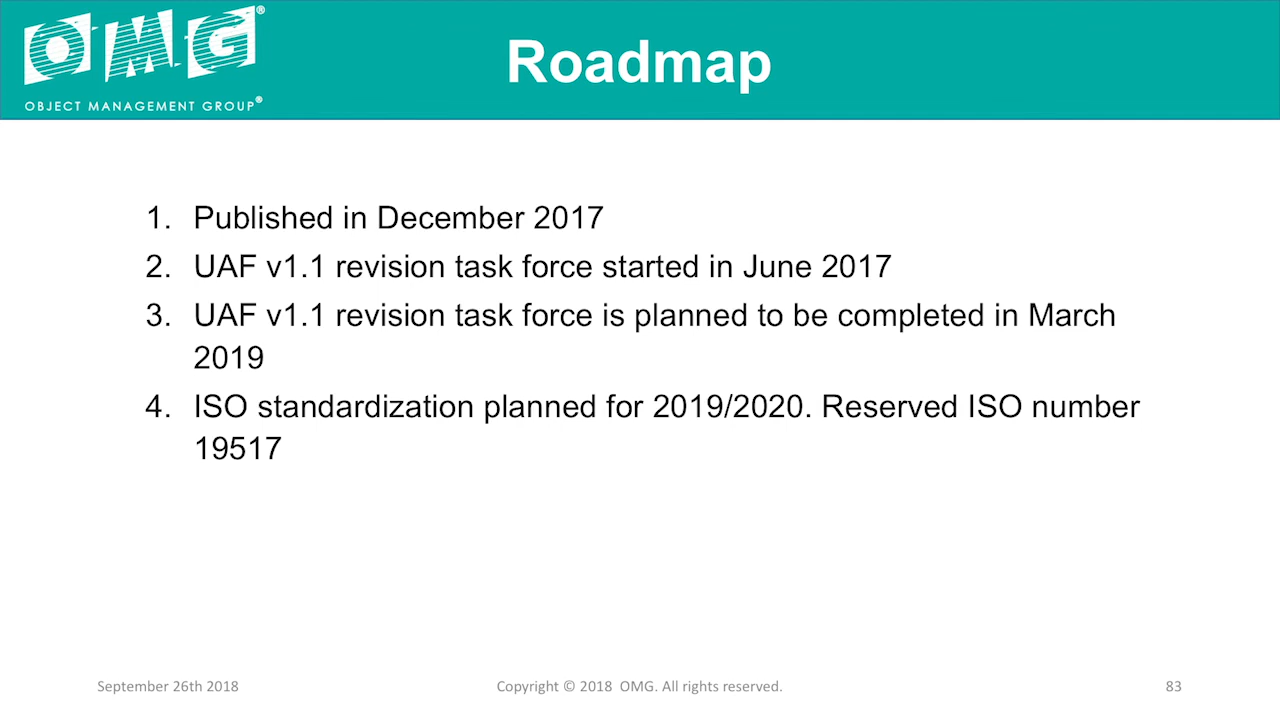 OMG®
OBJECT MANAGEMENT GROUP®
Roadmap
1. Published in December 2017
2. UAF v1.1 revision task force started in June 2017
3. UAF v1.1 revision task force is planned to be completed in March
2019
4. ISO standardization planned for 2019/2020. Reserved ISO number
19517
September 26th 2018
Copyright © 2018 OMG. All rights reserved.
83